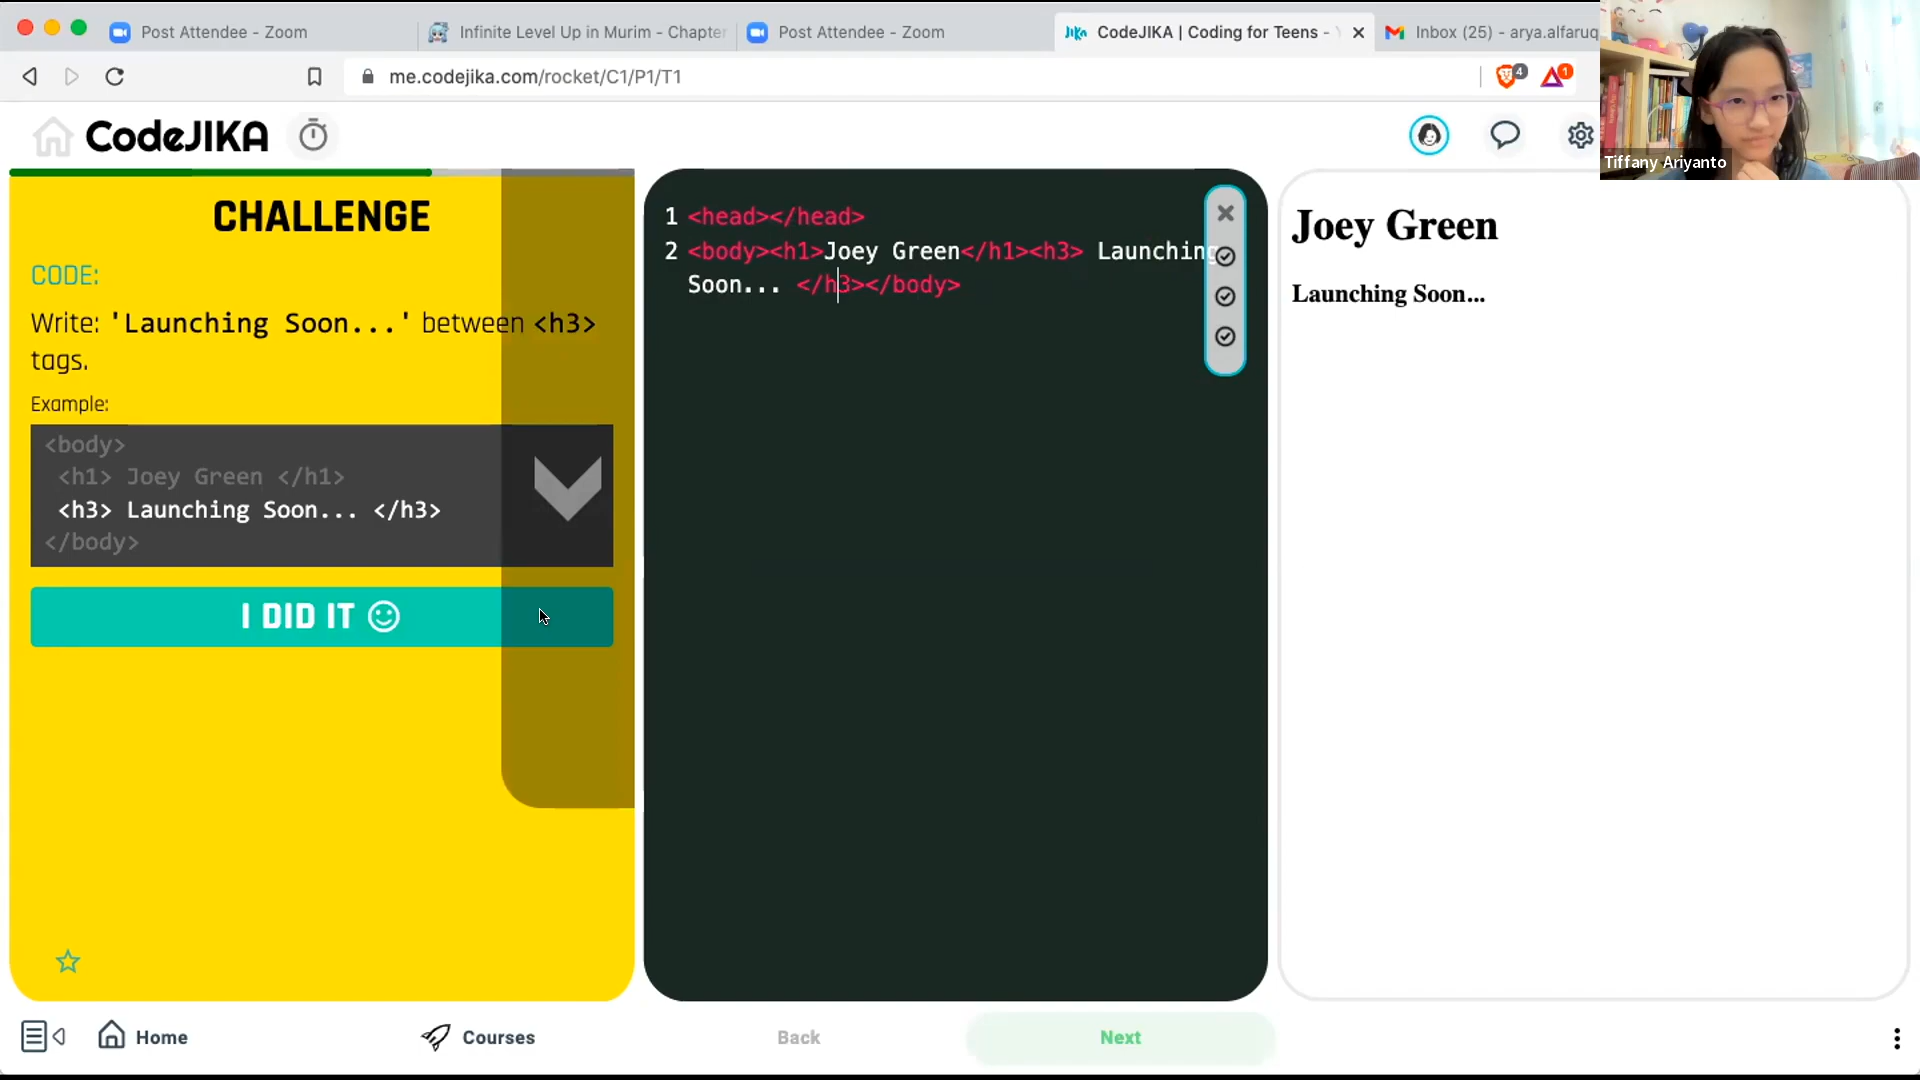 Post Attendee - Zoom
Infinite Level Up in Murim - Chapter
Post Attendee - Zoom
CodeJIKA | Coding for Teens -
Inbox (25) - arya.alfaruq
me.codejika.com/rocket/C1/P1/T1
4
1
CodeJIKA
Tiffany Ariyanto
CHALLENGE
CODE:
Write: 'Launching Soon...' between <h3>
tags.
Example:
<body>
<h1> Joey Green </h1>
<h3> Launching Soon... </h3>
</body>
I DID IT
1 <head></head>
2 <body><h1>Joey Green</h1><h3> Launching
Soon... </h3></body>
Joey Green
Launching Soon...
Home
Courses
Back
Next